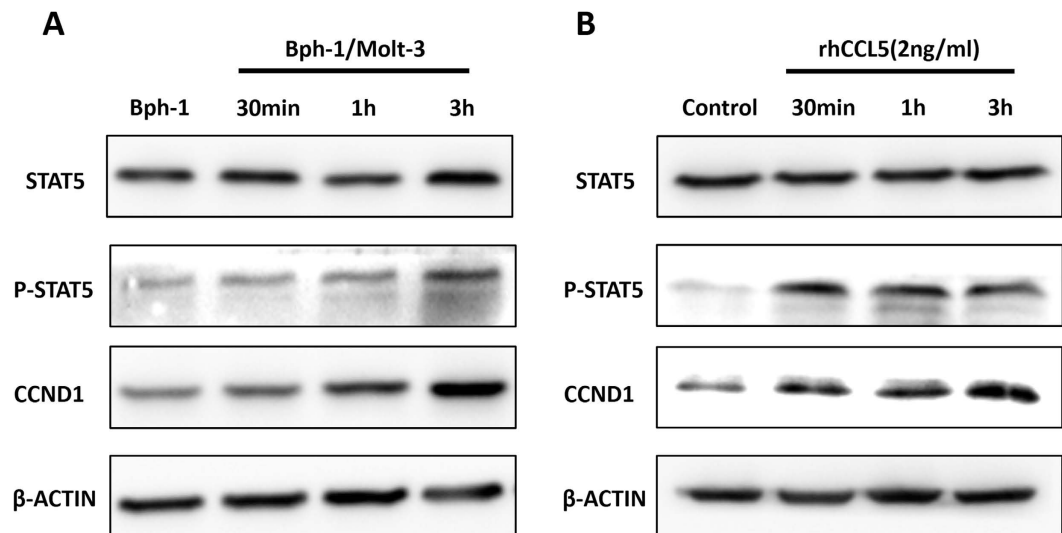 A
Bph-1/Molt-3
Bph-1 30min 1h 3h
STAT5
P-STAT5
CCND1
β-ACTIN
B
rhCCL5(2ng/ml)
Control 30min 1h 3h
STAT5
P-STAT5
CCND1
β-ACTIN